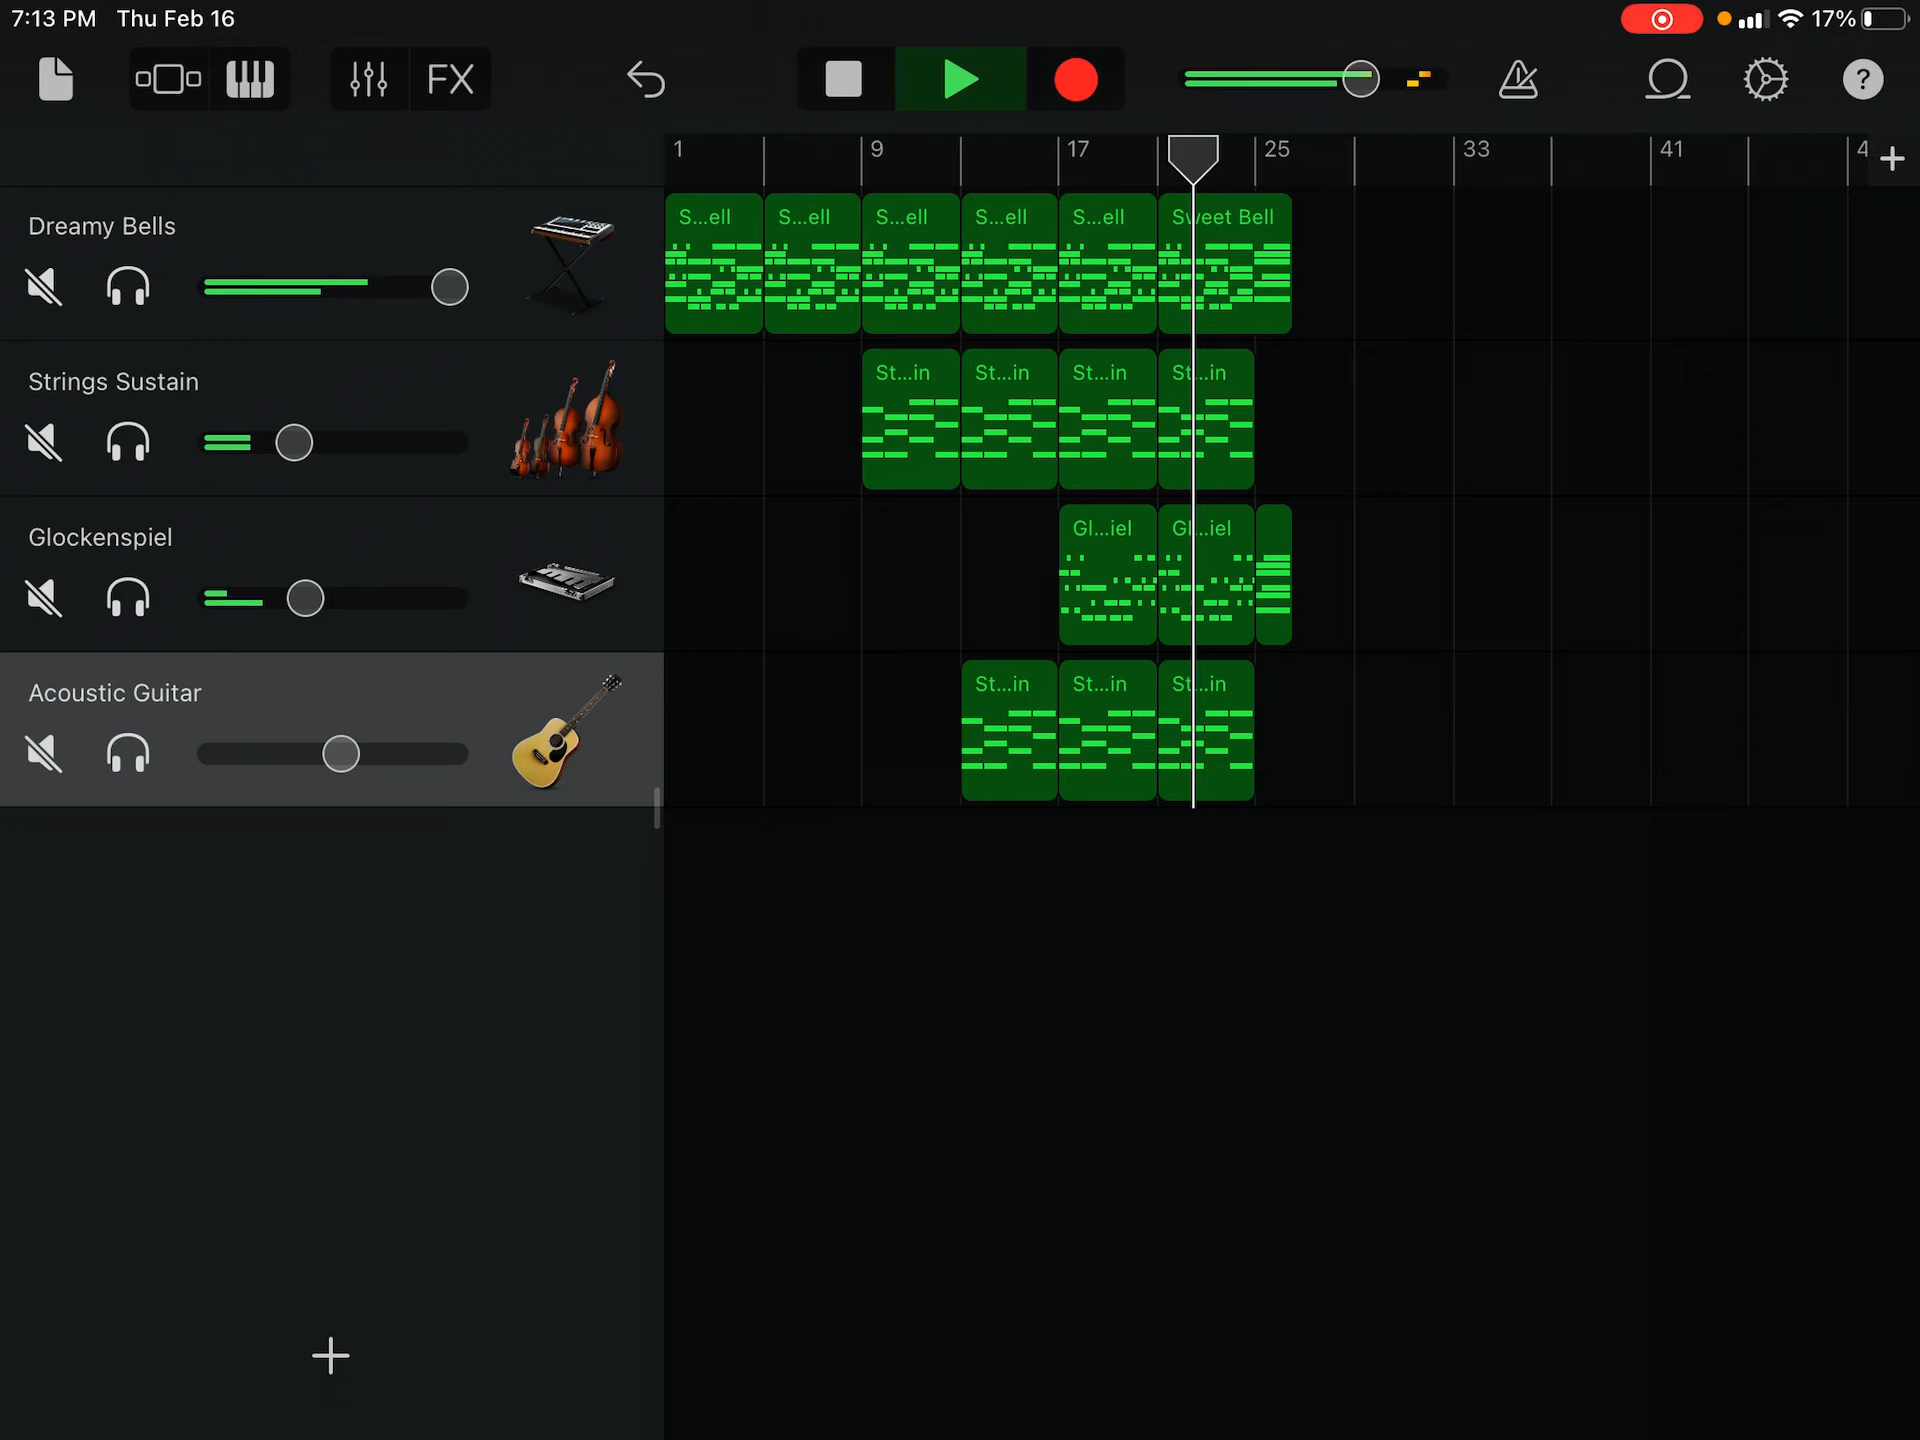 7:13 PM Thu Feb 16 17%
FX ?
1 9 17 25 33 41 4
Dreamy Bells
S...ell S...ell S...ell S...ell S...ell Sweet Bell
Strings Sustain
St...in St...in St...in St...in
Glockenspiel
Gl...iel Gl...iel
Acoustic Guitar
St...in St...in St...in